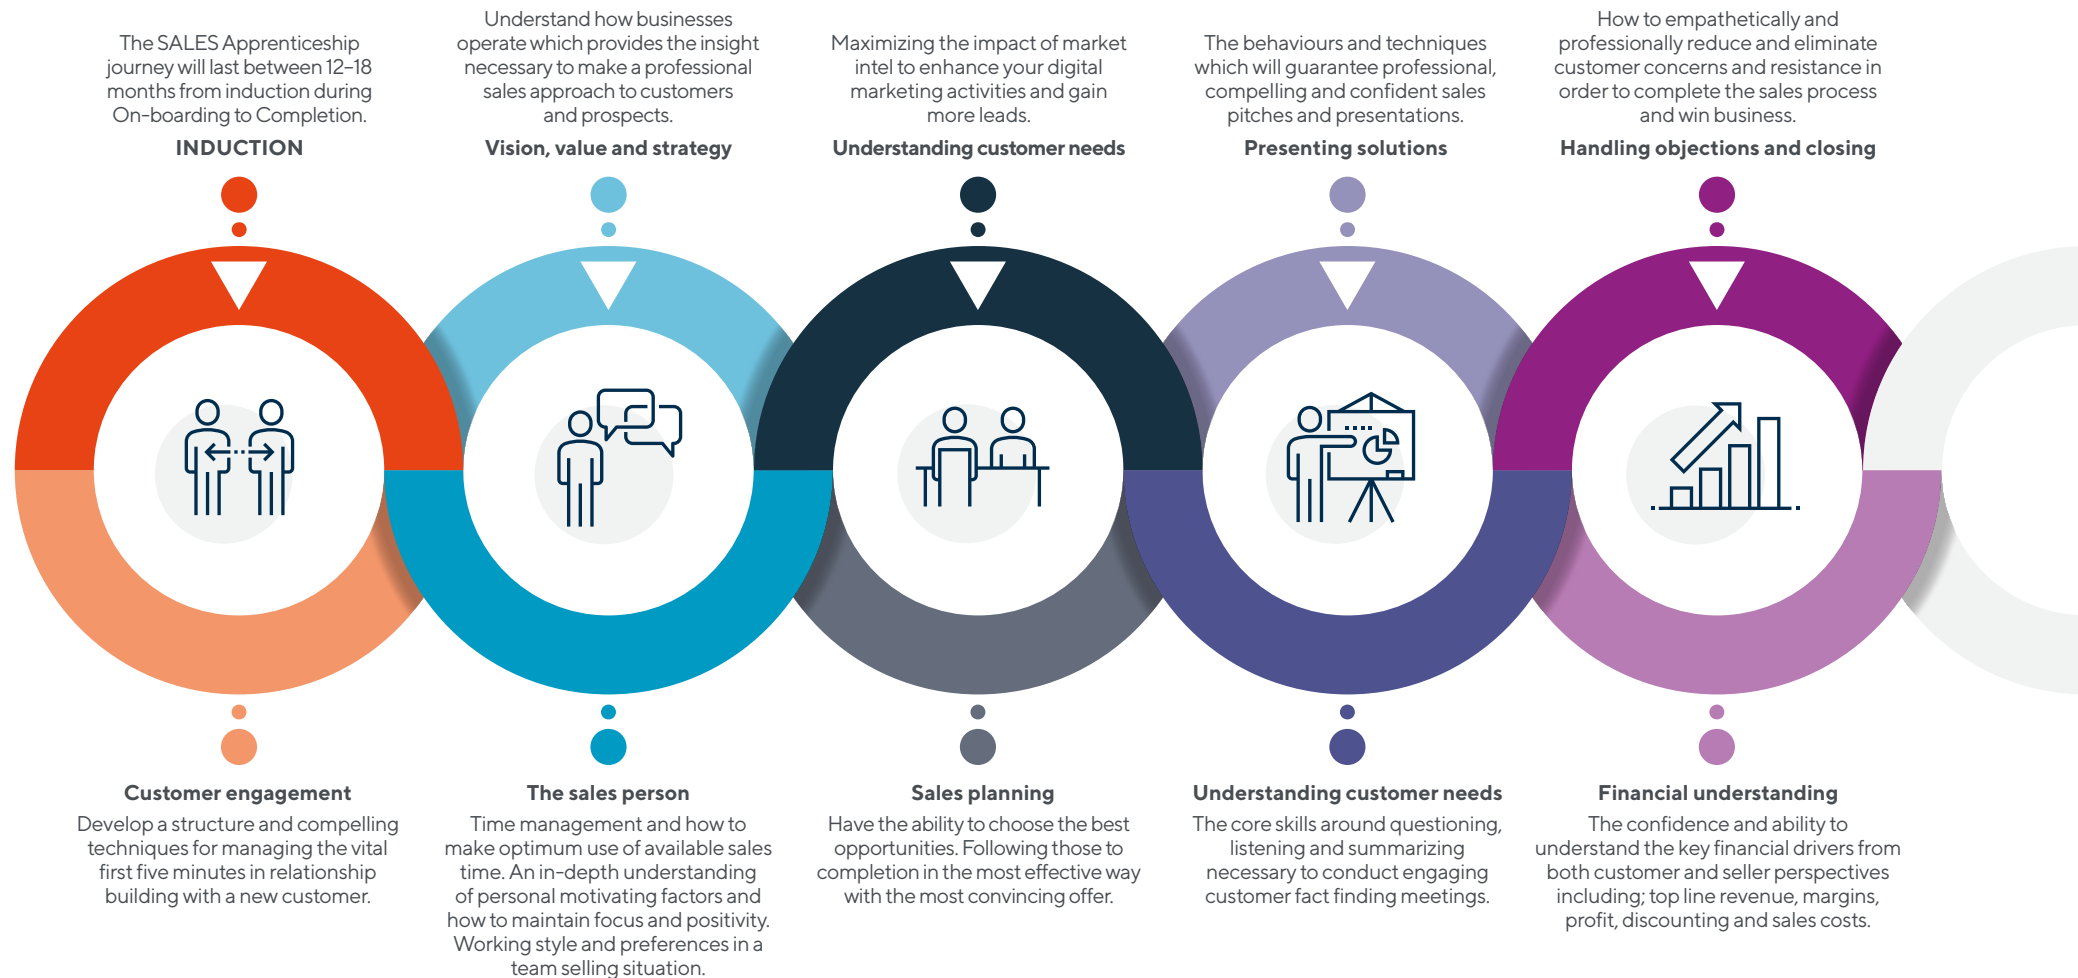 The SALES Apprenticeship
journey will last between 12–18
months from induction during
On-boarding to Completion.
INDUCTION
Understand how businesses
operate which provides the insight
necessary to make a professional
sales approach to customers
and prospects.
Vision, value and strategy
Maximizing the impact of market
intel to enhance your digital
marketing activities and gain
more leads.
Understanding customer needs
The behaviours and techniques
which will guarantee professional,
compelling and confident sales
pitches and presentations.
Presenting solutions
How to empathetically and
professionally reduce and eliminate
customer concerns and resistance in
order to complete the sales process
and win business.
Handling objections and closing
Customer engagement
Develop a structure and compelling
techniques for managing the vital
first five minutes in relationship
building with a new customer.
The sales person
Time management and how to
make optimum use of available sales
time. An in-depth understanding
of personal motivating factors and
how to maintain focus and positivity.
Working style and preferences in a
team selling situation.
Sales planning
Have the ability to choose the best
opportunities. Following those to
completion in the most effective way
with the most convincing offer.
Understanding customer needs
The core skills around questioning,
listening and summarizing
necessary to conduct engaging
customer fact finding meetings.
Financial understanding
The confidence and ability to
understand the key financial drivers from
both customer and seller perspectives
including; top line revenue, margins,
profit, discounting and sales costs.